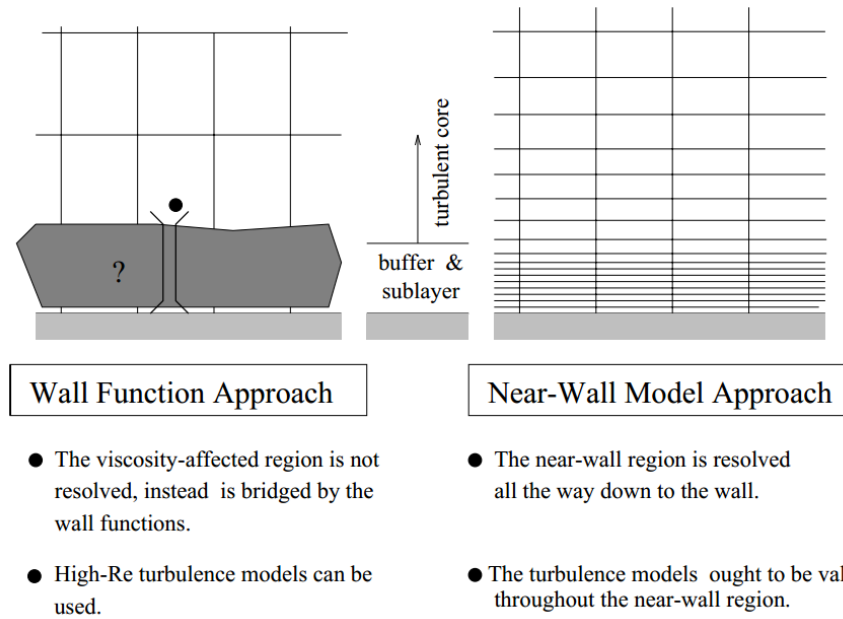 ?
turbulent core
buffer &
sublayer
Wall Function Approach
● The viscosity-affected region is not
resolved, instead is bridged by the
wall functions.
● High-Re turbulence models can be
used.
Near-Wall Model Approach
● The near-wall region is resolved
all the way down to the wall.
● The turbulence models ought to be val
throughout the near-wall region.